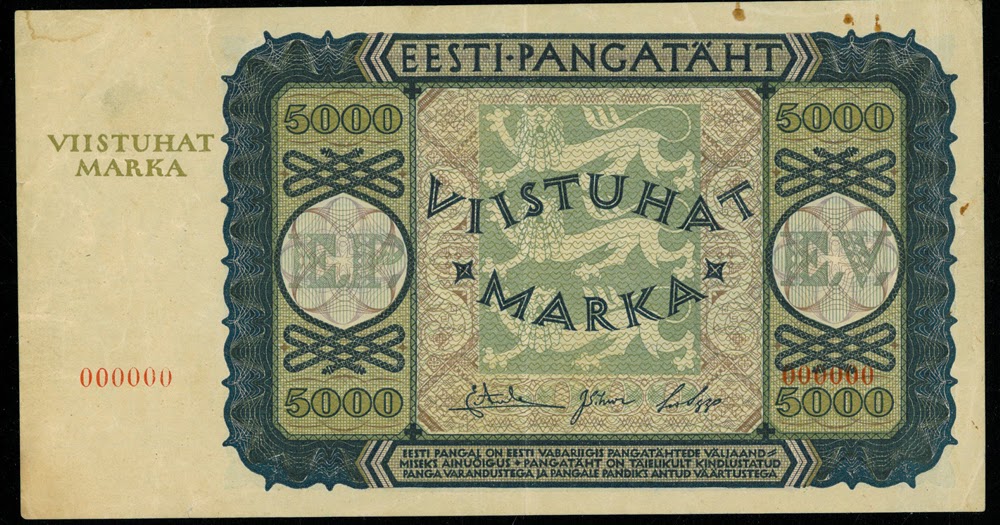 EESTI·PANGATÄHT
5000
5000
VIISTUHAT
MARKA
VIISTUHAT
MARKA
EP
EV
000000
000000
5000
5000
EESTI PANGAL ON EESTI VABARIIGIS PANGATÄHTEDE VÄLJAAND=
MISEKS AINUÕIGUS + PANGATÄHT ON TÄIELIKULT KINDLUSTATUD
PANGA VARANDUSTEGA JA PANGALE PANDIKS ANTUD VÄÄRTUSTEGA